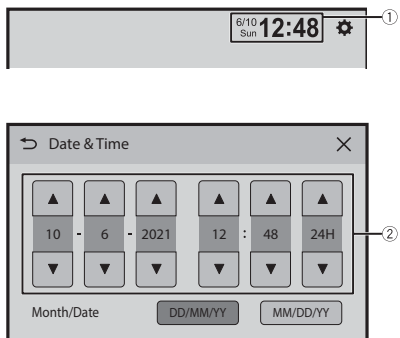 6/10
Sun 12:48
①
Date & Time
10 - 6 - 2021 12 : 48 24H
②
Month/Date DD/MM/YY MM/DD/YY